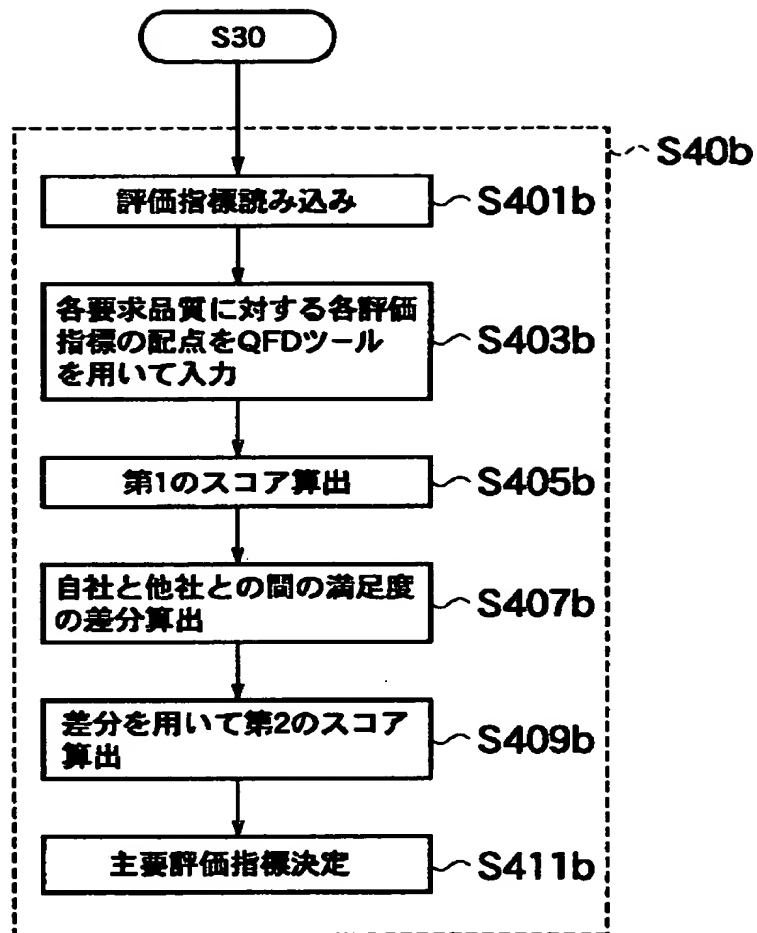 S30
S40b
評価指標読み込み
S401b
各要求品質に対する各評価
指標の配点をQFDツール
を用いて入力
S403b
第1のスコア算出
S405b
自社と他社との間の満足度
の差分算出
S407b
差分を用いて第2のスコア
算出
S409b
主要評価指標決定
S411b